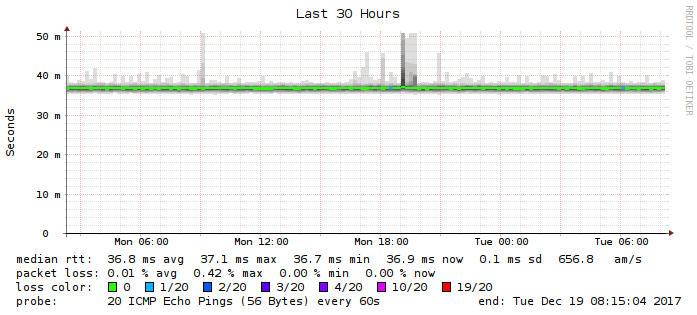 Last 30 Hours
RRDTOOL / TOBI OETIKER
Seconds
50 m
40 m
30 m
20 m
10 m
0
Mon 06:00 Mon 12:00 Mon 18:00 Tue 00:00 Tue 06:00
median rtt: 36.8 ms avg 37.1 ms max 36.7 ms min 36.9 ms now 0.1 ms sd 656.8 am/s
packet loss: 0.01 % avg 0.42 % max 0.00 % min 0.00 % now
loss color: 0 1/20 2/20 3/20 4/20 10/20 19/20
probe: 20 ICMP Echo Pings (56 Bytes) every 60s end: Tue Dec 19 08:15:04 2017